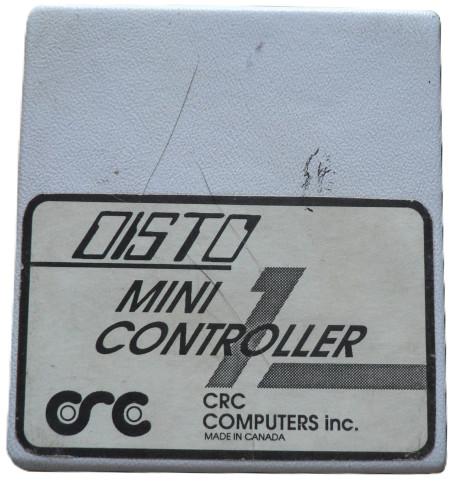 DISTO
MINI 1
CONTROLLER
crc
CRC
COMPUTERS inc.
MADE IN CANADA